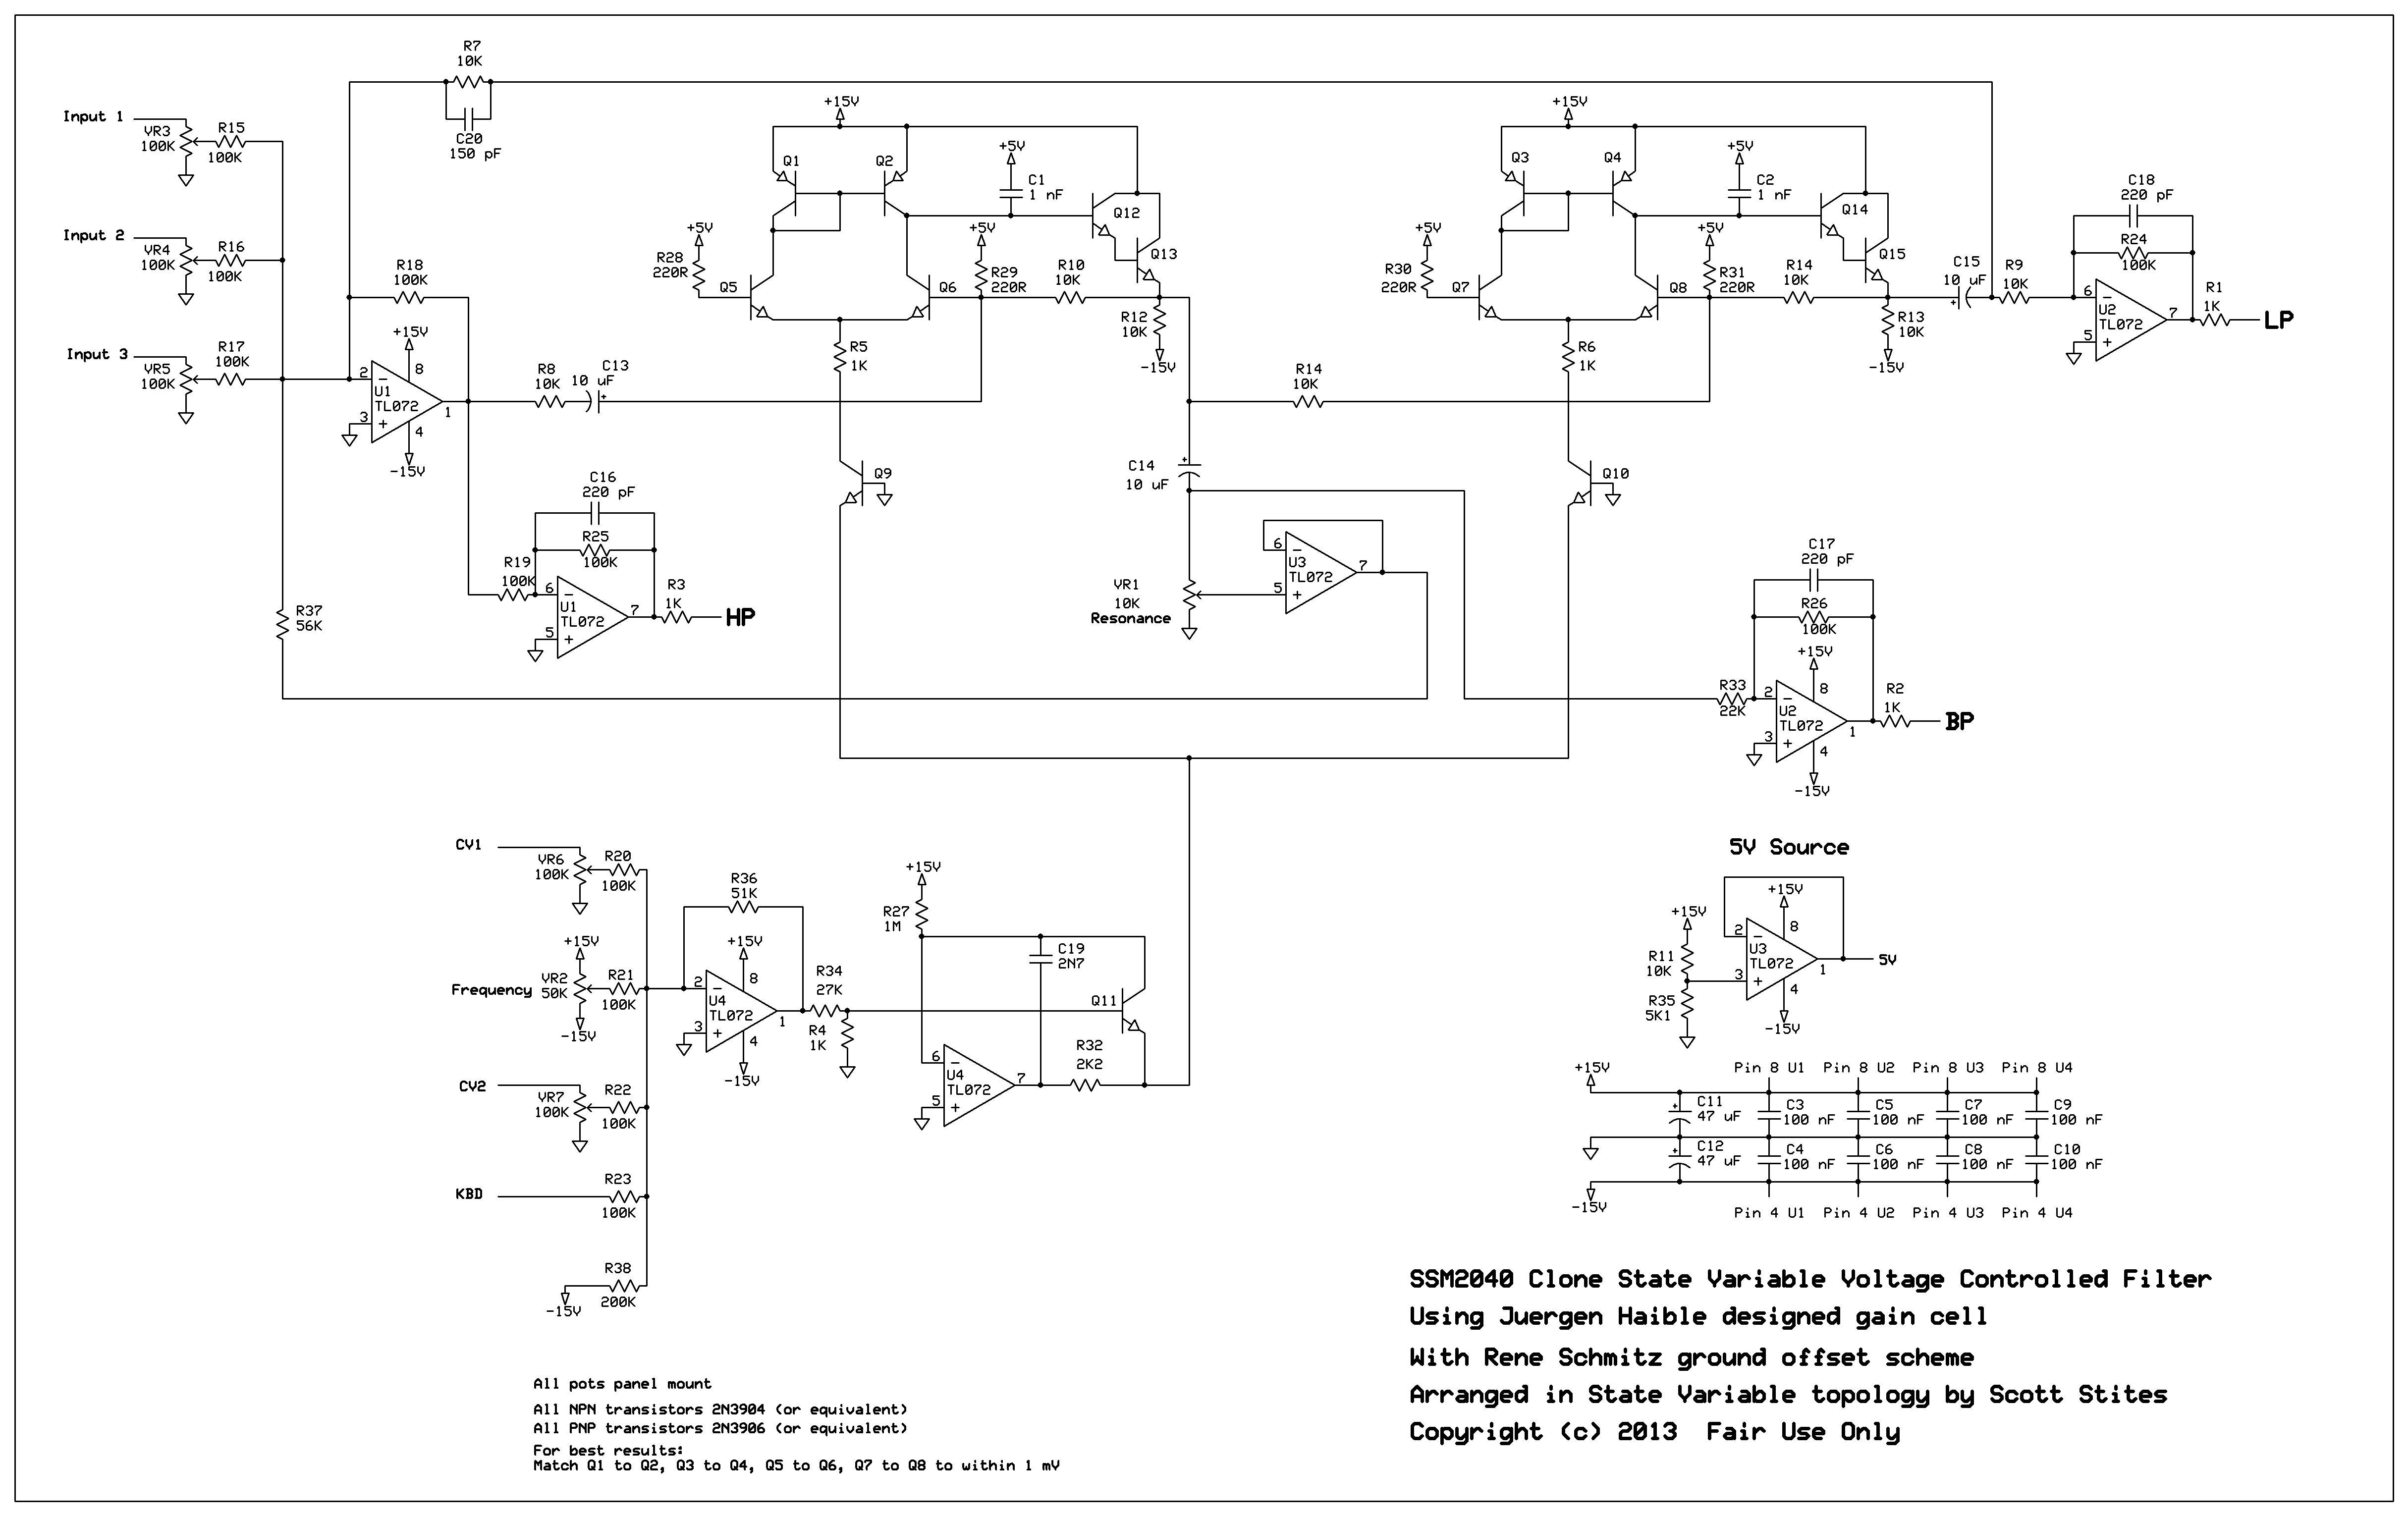 R7
10K
C20
150 pF
Input 1
VR3
100K
R15
100K
Input 2
VR4
100K
R16
100K
Input 3
VR5
100K
R17
100K
R18
100K
+15V
8
2
-
U1
TL072
1
3
+
4
-15V
R8
10K
C13
10 uF
+
C16
220 pF
R25
100K
R19
100K
6
-
U1
TL072
7
5
+
R3
1K
HP
R37
56K
+15V
Q1
Q2
+5V
C1
1 nF
Q12
Q13
+5V
R28
220R
Q5
Q6
+5V
R29
220R
R10
10K
R12
10K
-15V
R5
1K
Q9
R14
10K
C14
10 uF
+
VR1
10K
Resonance
6
-
U3
TL072
7
5
+
+15V
Q3
Q4
+5V
C2
1 nF
Q14
Q15
+5V
R30
220R
Q7
Q8
+5V
R31
220R
R14
10K
R13
10K
-15V
R6
1K
Q10
C15
10 uF
+
R9
10K
C18
220 pF
R24
100K
6
-
U2
TL072
7
5
+
R1
1K
LP
C17
220 pF
R26
100K
+15V
R33
22K
2
-
8
U2
TL072
1
3
+
4
-15V
R2
1K
BP
CV1
VR6
100K
R20
100K
+15V
Frequency
VR2
50K
R21
100K
-15V
CV2
VR7
100K
R22
100K
KBD
R23
100K
R38
200K
-15V
R36
51K
+15V
2
-
8
U4
TL072
1
3
+
4
-15V
R34
27K
R4
1K
+15V
R27
1M
C19
2N7
Q11
6
-
U4
TL072
7
5
+
R32
2K2
5V Source
+15V
+15V
R11
10K
R35
5K1
2
-
8
U3
TL072
1
3
+
4
-15V
5V
+15V
Pin 8 U1
Pin 8 U2
Pin 8 U3
Pin 8 U4
+
C11
47 uF
C3
100 nF
C5
100 nF
C7
100 nF
C9
100 nF
+
C12
47 uF
C4
100 nF
C6
100 nF
C8
100 nF
C10
100 nF
-15V
Pin 4 U1
Pin 4 U2
Pin 4 U3
Pin 4 U4
SSM2040 Clone State Variable Voltage Controlled Filter
Using Juergen Haible designed gain cell
With Rene Schmitz ground offset scheme
Arranged in State Variable topology by Scott Stites
Copyright (c) 2013 Fair Use Only
All pots panel mount
All NPN transistors 2N3904 (or equivalent)
All PNP transistors 2N3906 (or equivalent)
For best results:
Match Q1 to Q2, Q3 to Q4, Q5 to Q6, Q7 to Q8 to within 1 mV